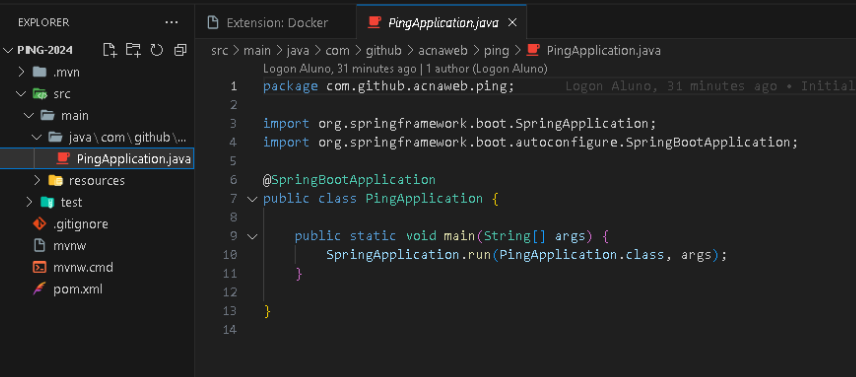 EXPLORER
...
Extension: Docker
PingApplication.java
PING-2024
src > main > java > com > github > acnaweb > ping > PingApplication.java
.mvn
src
main
java\com\github\...
PingApplication.java
resources
test
.gitignore
mvnw
mvnw.cmd
pom.xml
Logon Aluno, 31 minutes ago | 1 author (Logon Aluno)
1 package com.github.acnaweb.ping; Logon Aluno, 31 minutes ago • Initial
2
3 import org.springframework.boot.SpringApplication;
4 import org.springframework.boot.autoconfigure.SpringBootApplication;
5
6 @SpringBootApplication
7 public class PingApplication {
8
9 public static void main(String[] args) {
10 SpringApplication.run(PingApplication.class, args);
11 }
12
13 }
14